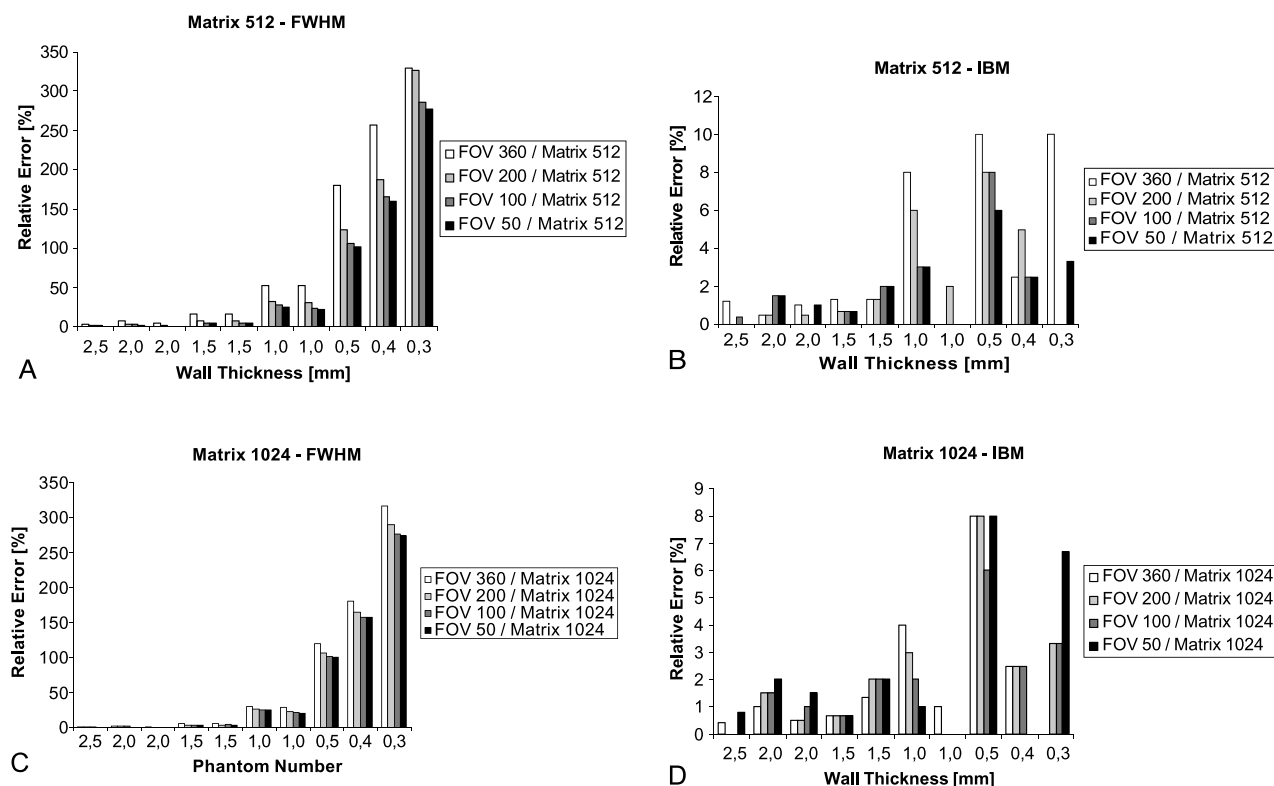 Matrix 512 - FWHM
350
300
250
200
150
100
50
0
Relative Error [%]
2,5 2,0 2,0 1,5 1,5 1,0 1,0 0,5 0,4 0,3
Wall Thickness [mm]
FOV 360 / Matrix 512
FOV 200 / Matrix 512
FOV 100 / Matrix 512
FOV 50 / Matrix 512
A
Matrix 512 - IBM
12
10
8
6
4
2
0
Relative Error [%]
2,5 2,0 2,0 1,5 1,5 1,0 1,0 0,5 0,4 0,3
Wall Thickness [mm]
FOV 360 / Matrix 512
FOV 200 / Matrix 512
FOV 100 / Matrix 512
FOV 50 / Matrix 512
B
Matrix 1024 - FWHM
350
300
250
200
150
100
50
0
Relative Error [%]
2,5 2,0 2,0 1,5 1,5 1,0 1,0 0,5 0,4 0,3
Phantom Number
FOV 360 / Matrix 1024
FOV 200 / Matrix 1024
FOV 100 / Matrix 1024
FOV 50 / Matrix 1024
C
Matrix 1024 - IBM
9
8
7
6
5
4
3
2
1
0
Relative Error [%]
2,5 2,0 2,0 1,5 1,5 1,0 1,0 0,5 0,4 0,3
Wall Thickness [mm]
FOV 360 / Matrix 1024
FOV 200 / Matrix 1024
FOV 100 / Matrix 1024
FOV 50 / Matrix 1024
D